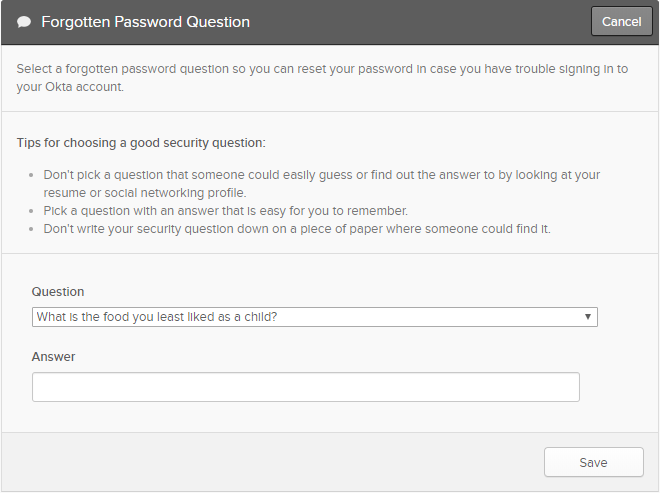 Forgotten Password Question
Cancel
Select a forgotten password question so you can reset your password in case you have trouble signing in to
your Okta account.
Tips for choosing a good security question:
Don't pick a question that someone could easily guess or find out the answer to by looking at your
resume or social networking profile.
Pick a question with an answer that is easy for you to remember.
Don't write your security question down on a piece of paper where someone could find it.
Question
What is the food you least liked as a child?
Answer
Save